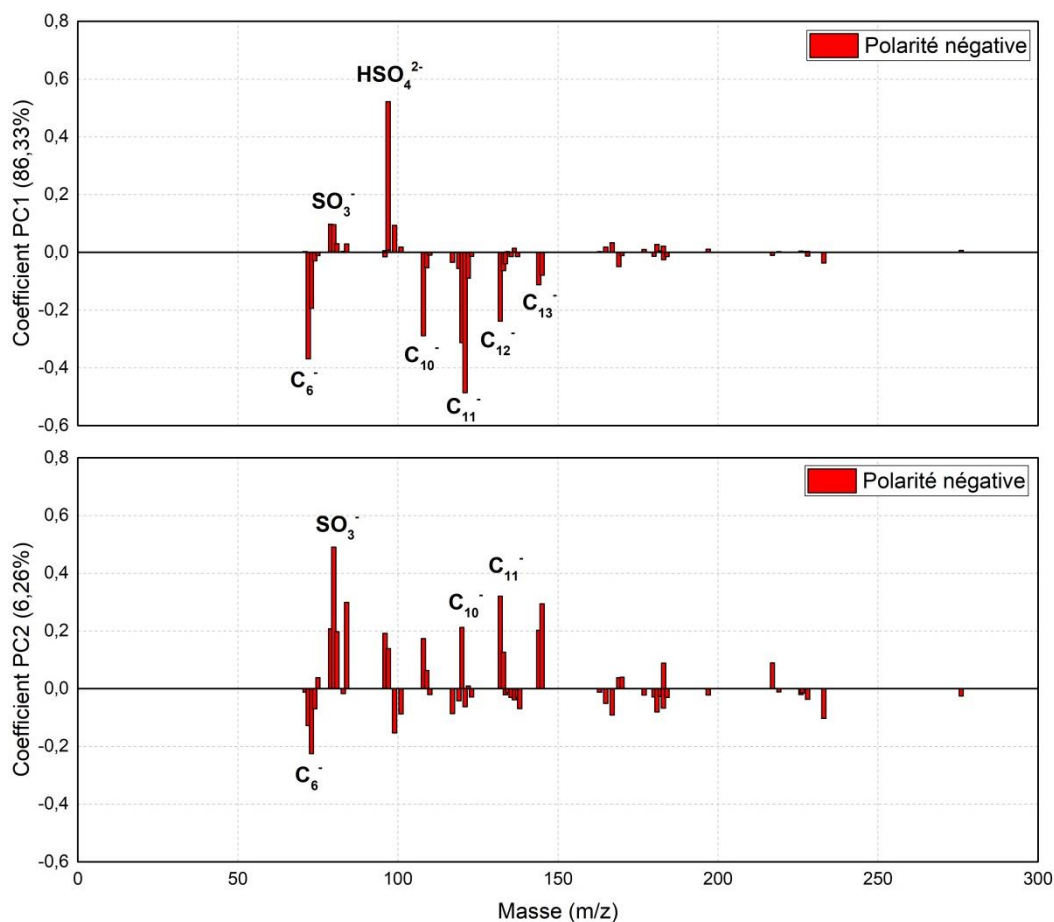 Coefficient PC1 (86,33%)
0,8
0,6
0,4
0,2
0,0
-0,2
-0,4
-0,6
Polarité négative
HSO₄²⁻
SO₃⁻
C₆⁻
C₁₀⁻
C₁₁⁻
C₁₂⁻
C₁₃⁻
Coefficient PC2 (6,26%)
0,8
0,6
0,4
0,2
0,0
-0,2
-0,4
-0,6
Polarité négative
SO₃⁻
C₁₁⁻
C₁₀⁻
C₆⁻
0 50 100 150 200 250 300
Masse (m/z)